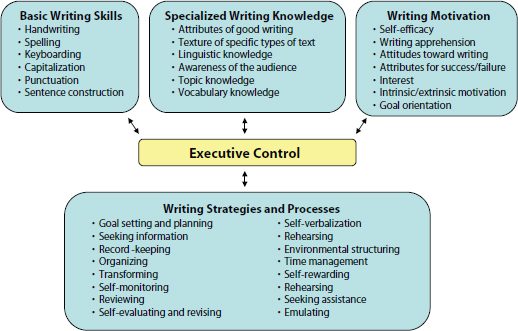 Basic Writing Skills
• Handwriting
• Spelling
• Keyboarding
• Capitalization
• Punctuation
• Sentence construction
Specialized Writing Knowledge
• Attributes of good writing
• Texture of specific types of text
• Linguistic knowledge
• Awareness of the audience
• Topic knowledge
• Vocabulary knowledge
Writing Motivation
• Self-efficacy
• Writing apprehension
• Attitudes toward writing
• Attributes for success/failure
• Interest
• Intrinsic/extrinsic motivation
• Goal orientation
Executive Control
Writing Strategies and Processes
• Goal setting and planning
• Seeking information
• Record -keeping
• Organizing
• Transforming
• Self-monitoring
• Reviewing
• Self-evaluating and revising
• Self-verbalization
• Rehearsing
• Environmental structuring
• Time management
• Self-rewarding
• Rehearsing
• Seeking assistance
• Emulating